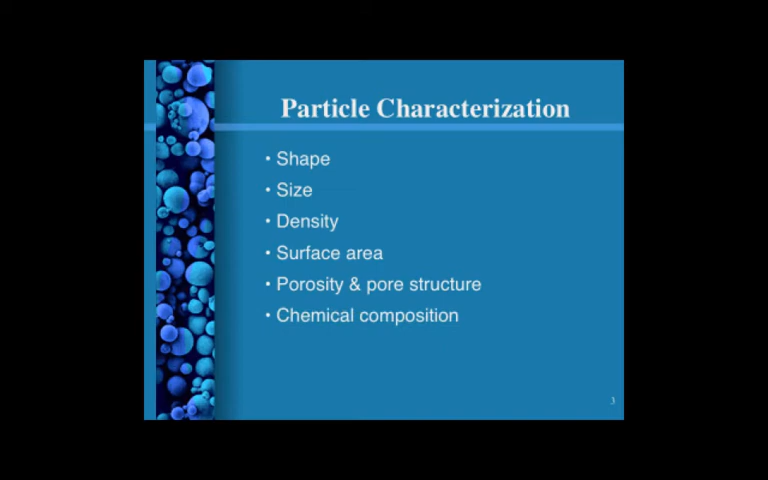 Particle Characterization
• Shape
• Size
• Density
• Surface area
• Porosity & pore structure
• Chemical composition
3